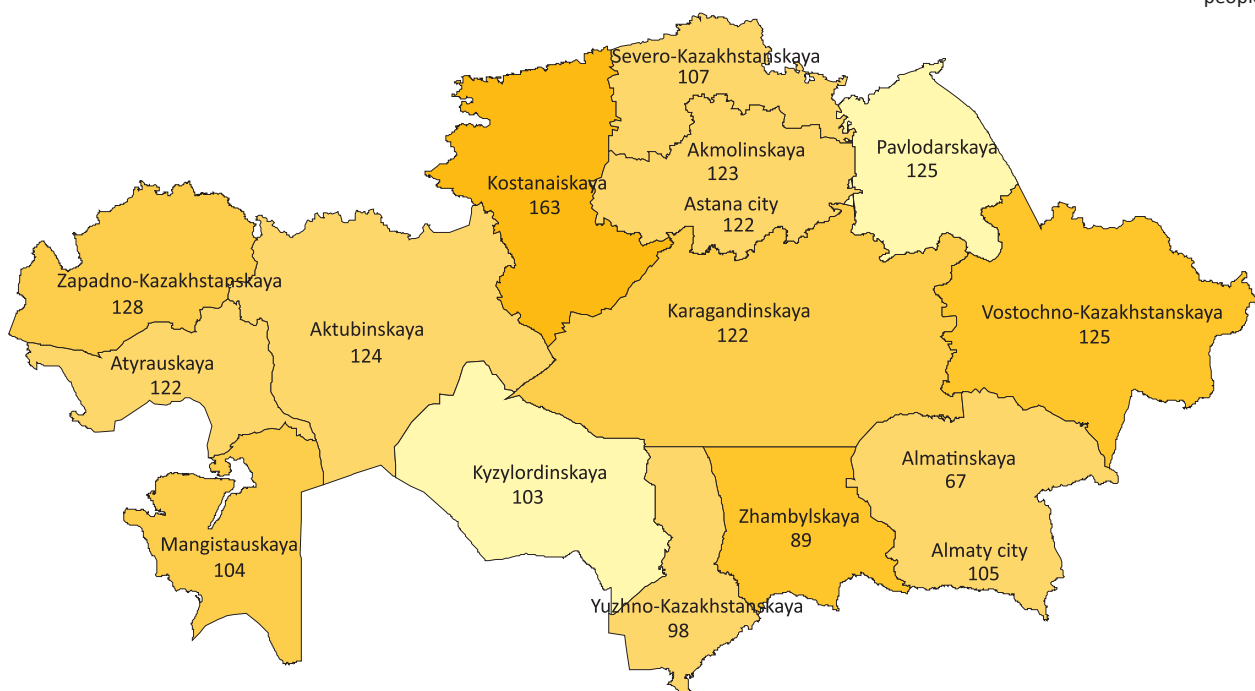 Severo-Kazakhstanskaya
107
Akmolinskaya
123
Pavlodarskaya
125
Kostanaiskaya
163
Astana city
122
Zapadno-Kazakhstanskaya
128
Aktubinskaya
124
Karagandinskaya
122
Vostochno-Kazakhstanskaya
125
Atyrauskaya
122
Kyzylordinskaya
103
Almatinskaya
67
Zhambylskaya
89
Mangistauskaya
104
Almaty city
105
Yuzhno-Kazakhstanskaya
98